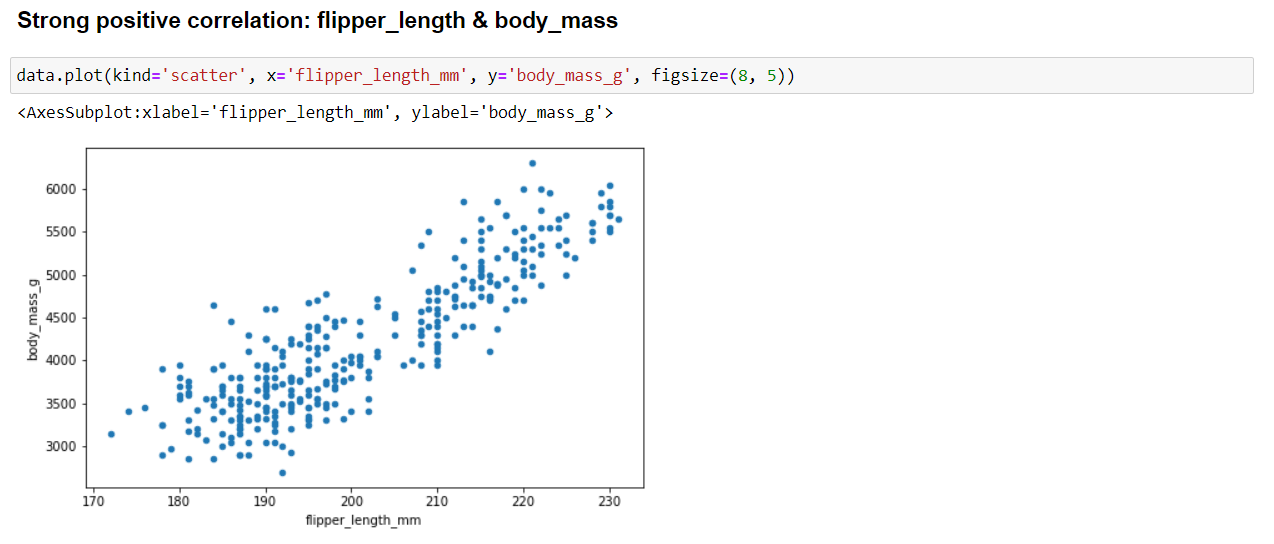 Strong positive correlation: flipper_length & body_mass
data.plot(kind='scatter', x='flipper_length_mm', y='body_mass_g', figsize=(8, 5))
<AxesSubplot:xlabel='flipper_length_mm', ylabel='body_mass_g'>
6000
5500
5000
4500
4000
3500
3000
body_mass_g
170 180 190 200 210 220 230
flipper_length_mm